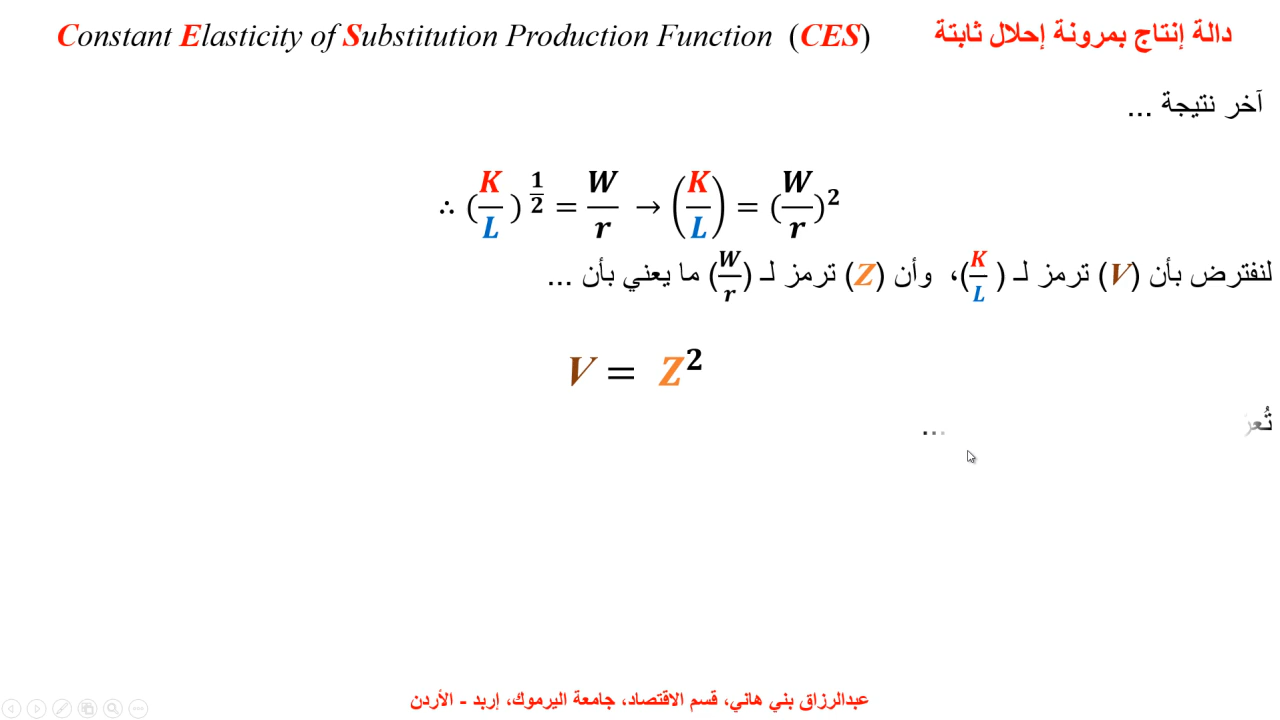 Constant Elasticity of Substitution Production Function (CES) دالة إنتاج بمرونة إحلال ثابتة
آخر نتيجة ...
∴ (K/L)^(1/2) = W/r → (K/L) = (W/r)^2
لنفترض بأن (V) ترمز لـ (K/L)، وأن (Z) ترمز لـ (W/r) ما يعني بأن ...
V = Z^2
...
عبدالرزاق بني هاني، قسم الاقتصاد، جامعة اليرموك، إربد - الأردن